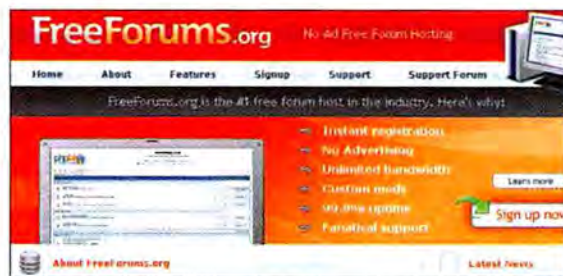 FreeForums.org
No Ad Free Forum Hosting
Home About Features Signup Support Support Forum
FreeForums.org is the #1 free forum host in the industry. Here's why!
Instant registration
No Advertising
Unlimited bandwidth
Custom mods
99.9% uptime
Fanatical support
Learn more
Sign up now
About FreeForums.org
Latest News